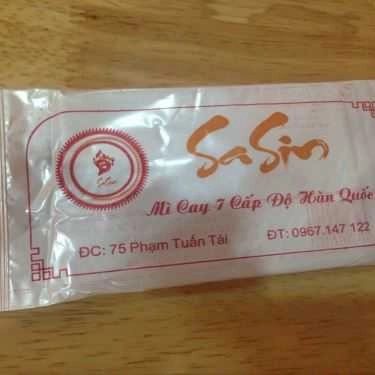 SaSin
Mì Cay 7 Cấp Độ Hàn Quốc
ĐC: 75 Phạm Tuấn Tài
ĐT: 0967.147 122